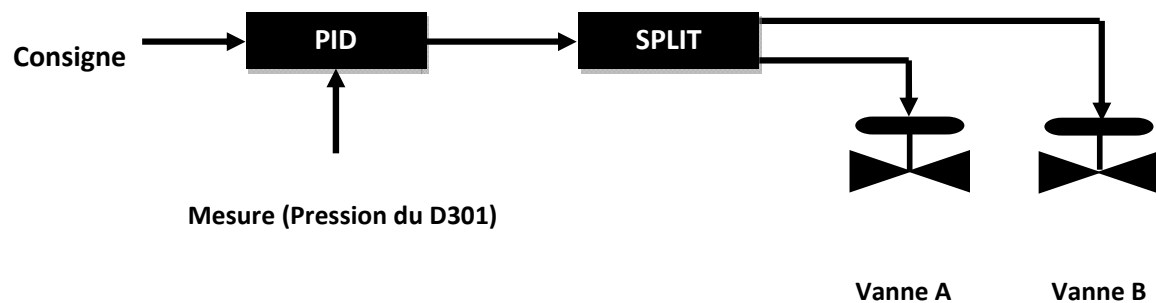 PID
SPLIT
Consigne
Mesure (Pression du D301)
Vanne A
Vanne B